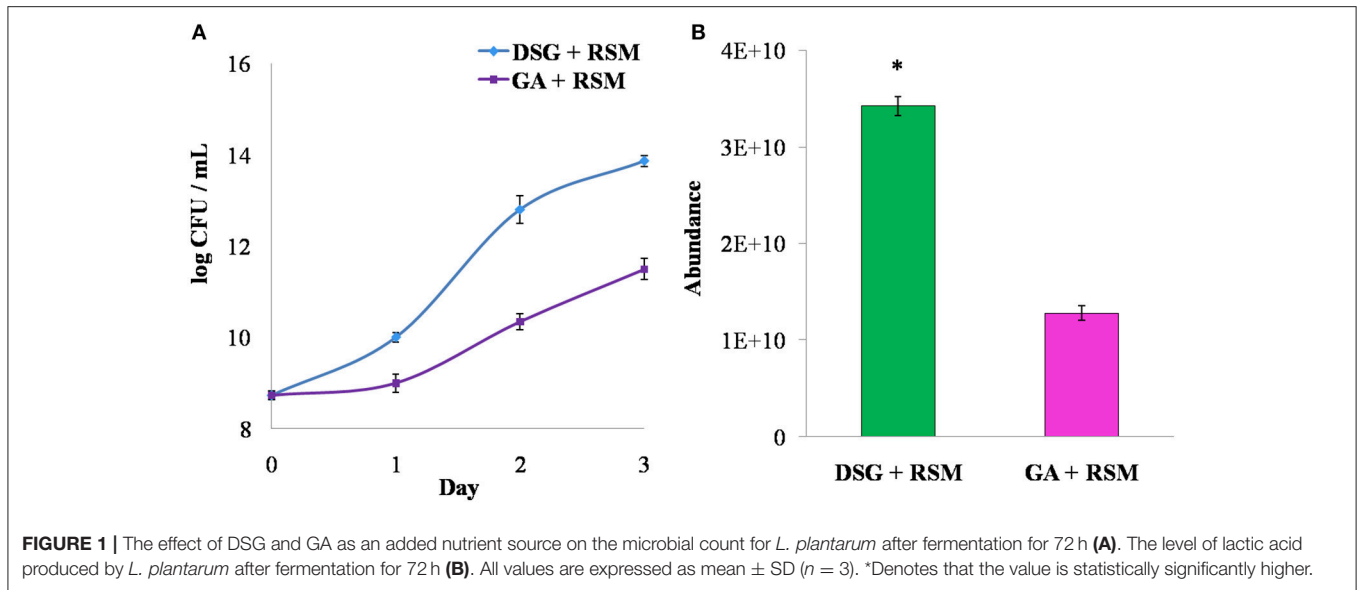 A
DSG + RSM
GA + RSM
16
14
12
10
8
log CFU / mL
0 1 2 3
Day
B
4E+10
3E+10
2E+10
1E+10
0
Abundance
*
DSG + RSM GA + RSM
FIGURE 1 | The effect of DSG and GA as an added nutrient source on the microbial count for L. plantarum after fermentation for 72 h (A). The level of lactic acid
produced by L. plantarum after fermentation for 72 h (B). All values are expressed as mean ± SD (n = 3). *Denotes that the value is statistically significantly higher.